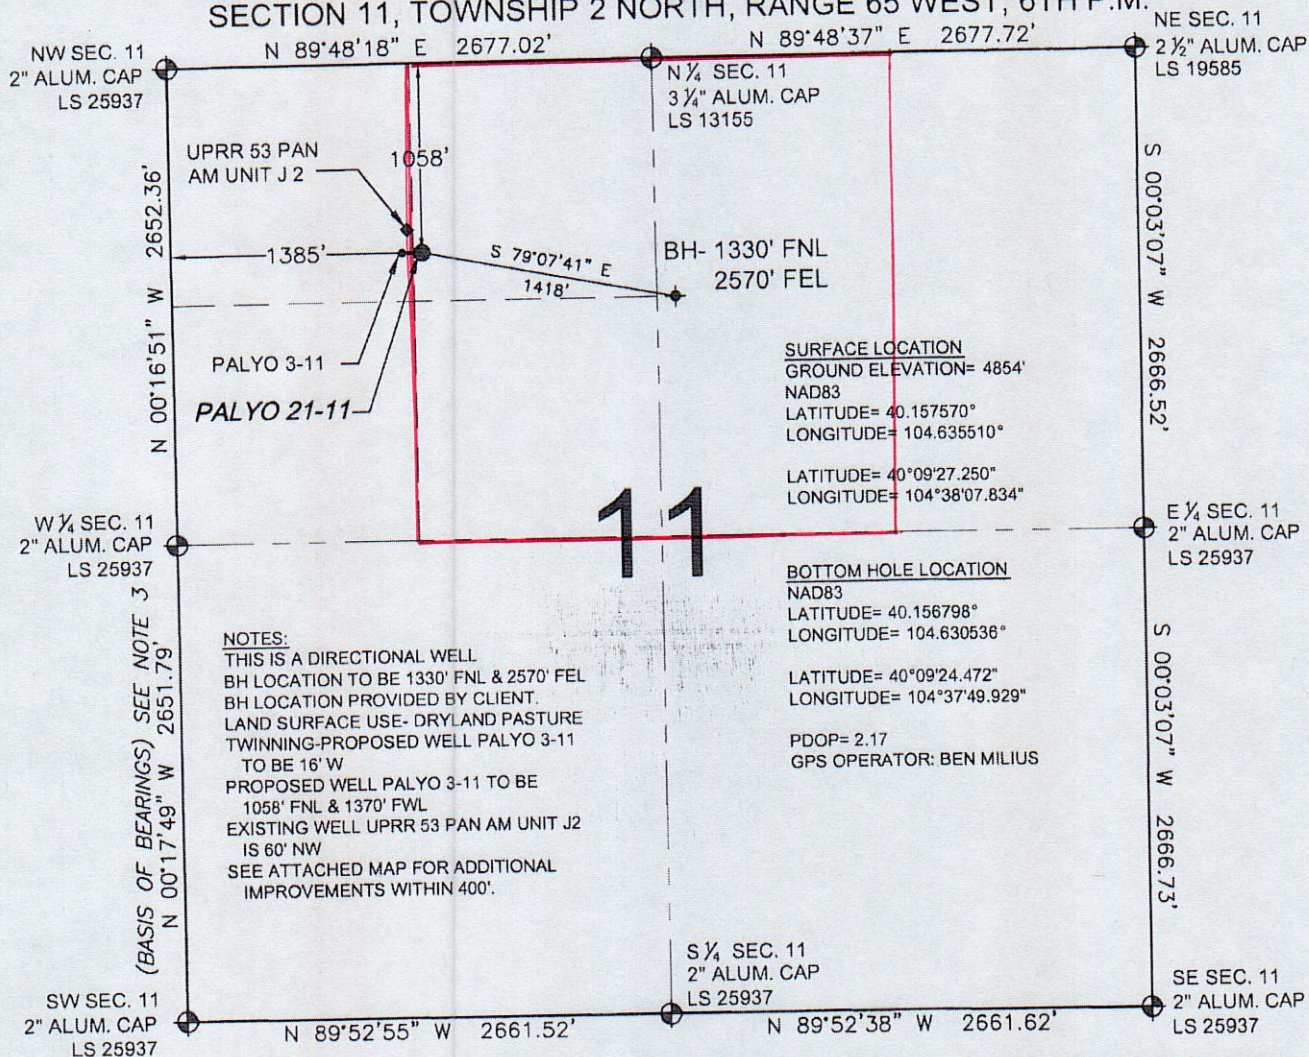 SECTION 11, TOWNSHIP 2 NORTH, RANGE 65 WEST, 6TH P.M.
NW SEC. 11
2" ALUM. CAP
LS 25937
N 89°48'18" E 2677.02'
N 89°48'37" E 2677.72'
NE SEC. 11
2 ½" ALUM. CAP
LS 19585
N ¼ SEC. 11
3 ¼" ALUM. CAP
LS 13155
UPRR 53 PAN
AM UNIT J 2
1058'
1385'
S 79°07'41" E
1418'
BH- 1330' FNL
2570' FEL
N 00°16'51" W 2652.36'
S 00°03'07" W 2666.52'
PALYO 3-11
PALYO 21-11
SURFACE LOCATION
GROUND ELEVATION= 4854'
NAD83
LATITUDE= 40.157570°
LONGITUDE= 104.635510°
LATITUDE= 40°09'27.250"
LONGITUDE= 104°38'07.834"
11
W ¼ SEC. 11
2" ALUM. CAP
LS 25937
E ¼ SEC. 11
2" ALUM. CAP
LS 25937
BOTTOM HOLE LOCATION
NAD83
LATITUDE= 40.156798°
LONGITUDE= 104.630536°
LATITUDE= 40°09'24.472"
LONGITUDE= 104°37'49.929"
PDOP= 2.17
GPS OPERATOR: BEN MILIUS
(BASIS OF BEARINGS) SEE NOTE 3
N 00°17'49" W 2651.79'
S 00°03'07" W 2666.73'
NOTES:
THIS IS A DIRECTIONAL WELL
BH LOCATION TO BE 1330' FNL & 2570' FEL
BH LOCATION PROVIDED BY CLIENT.
LAND SURFACE USE- DRYLAND PASTURE
TWINNING-PROPOSED WELL PALYO 3-11
TO BE 16' W
PROPOSED WELL PALYO 3-11 TO BE
1058' FNL & 1370' FWL
EXISTING WELL UPRR 53 PAN AM UNIT J2
IS 60' NW
SEE ATTACHED MAP FOR ADDITIONAL
IMPROVEMENTS WITHIN 400'.
S ¼ SEC. 11
2" ALUM. CAP
LS 25937
SW SEC. 11
2" ALUM. CAP
LS 25937
N 89°52'55" W 2661.52'
N 89°52'38" W 2661.62'
SE SEC. 11
2" ALUM. CAP
LS 25937